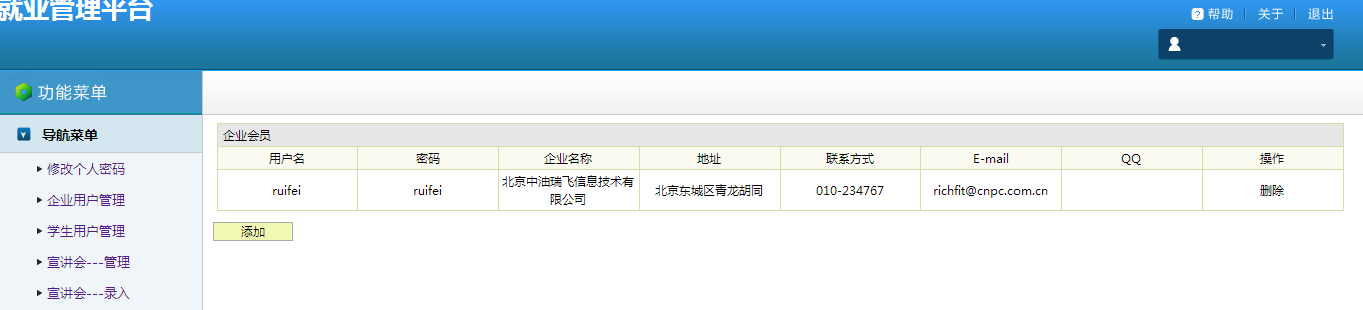 就业管理平台
帮助
关于
退出
功能菜单
导航菜单
修改个人密码
企业用户管理
学生用户管理
宣讲会---管理
宣讲会---录入
企业会员
用户名 密码 企业名称 地址 联系方式 E-mail QQ 操作
ruifei ruifei 北京中油瑞飞信息技术有
限公司 北京东城区青龙胡同 010-234767 richfit@cnpc.com.cn 删除
添加